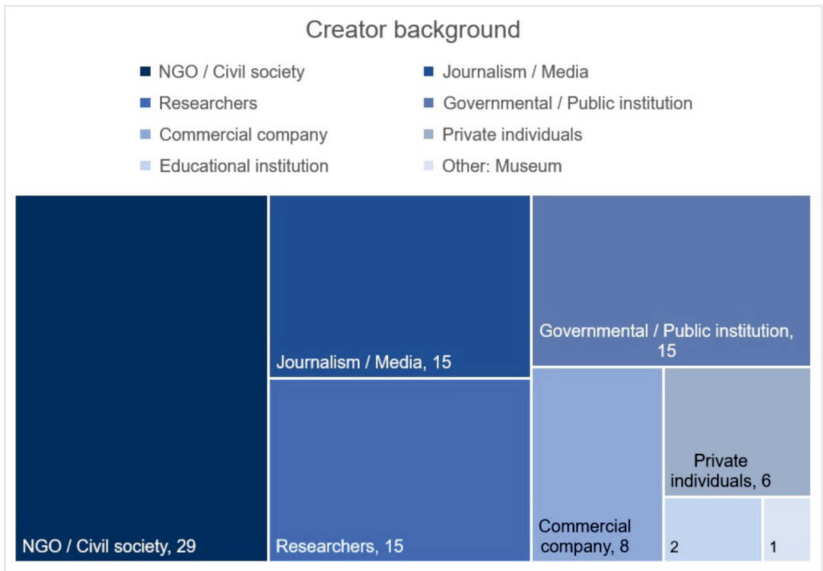 Creator background
NGO / Civil society
Journalism / Media
Researchers
Governmental / Public institution
Commercial company
Private individuals
Educational institution
Other: Museum
NGO / Civil society, 29
Journalism / Media, 15
Researchers, 15
Governmental / Public institution,
15
Commercial
company, 8
Private
individuals, 6
2
1